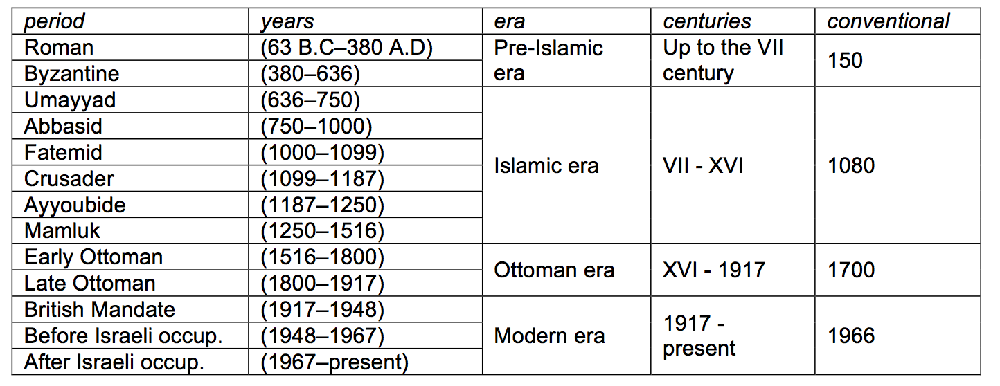 period years era centuries conventional
Roman (63 B.C–380 A.D) Pre-Islamic era Up to the VII century 150
Byzantine (380–636)
Umayyad (636–750) Islamic era VII - XVI 1080
Abbasid (750–1000)
Fatemid (1000–1099)
Crusader (1099–1187)
Ayyoubide (1187–1250)
Mamluk (1250–1516)
Early Ottoman (1516–1800) Ottoman era XVI - 1917 1700
Late Ottoman (1800–1917)
British Mandate (1917–1948) Modern era 1917 - present 1966
Before Israeli occup. (1948–1967)
After Israeli occup. (1967–present)